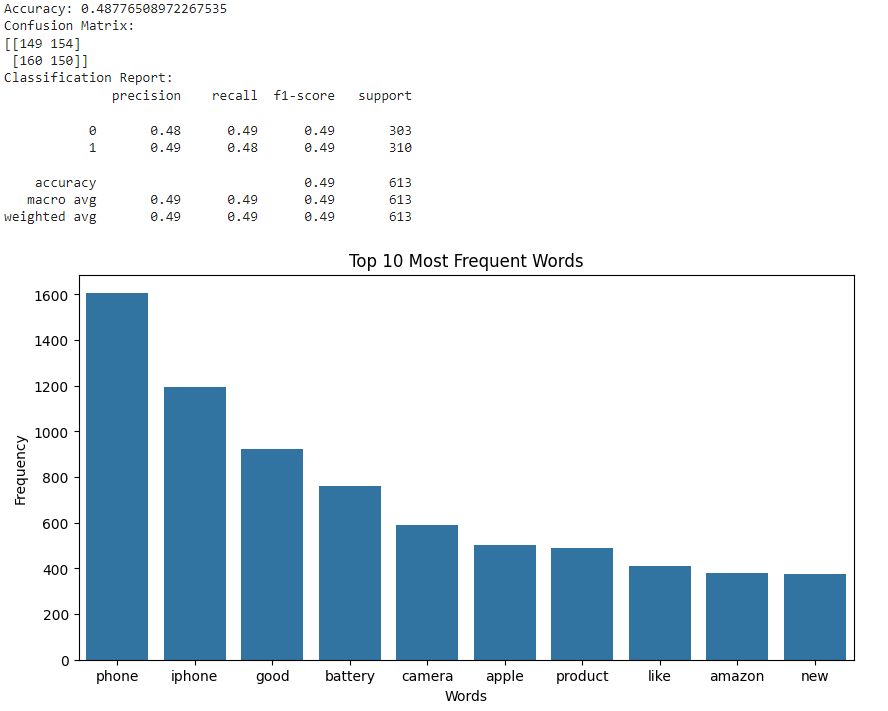 Accuracy: 0.48776508972267535
Confusion Matrix:
[[149 154]
 [160 150]]
Classification Report:
              precision    recall  f1-score   support

           0       0.48      0.49      0.49       303
           1       0.49      0.48      0.49       310

    accuracy                           0.49       613
   macro avg       0.49      0.49      0.49       613
weighted avg       0.49      0.49      0.49       613

Top 10 Most Frequent Words
1600
1400
1200
1000
800
600
400
200
0
Frequency
phone iphone good battery camera apple product like amazon new
Words